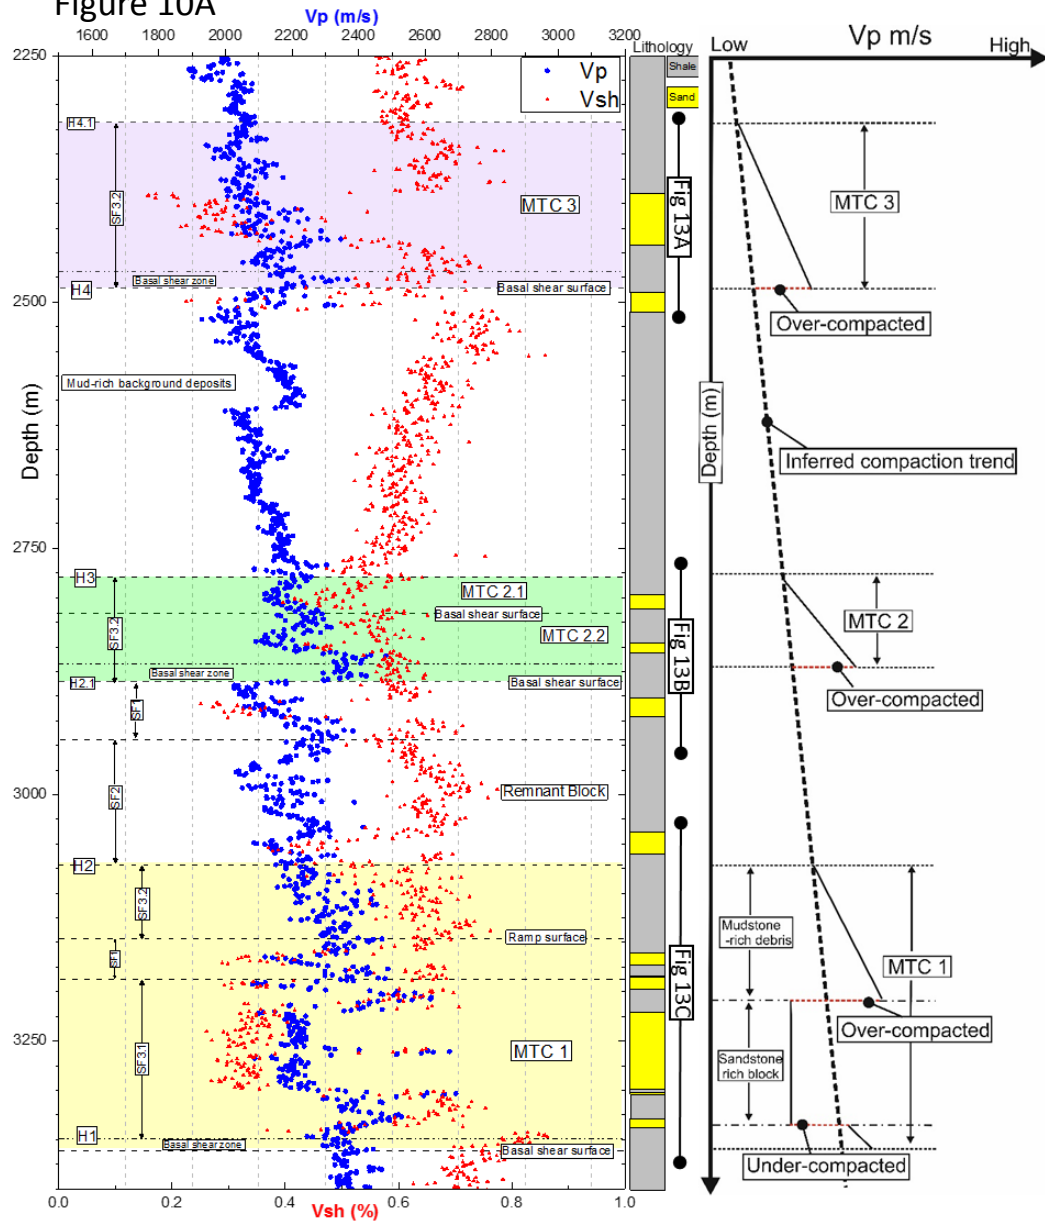 Figure 10A
Vp (m/s)
1600
2000
2200
2400
2600
2800
3200
2250
2500
2750
3000
3250
Depth (m)
0.0
0.2
0.4
0.6
0.8
1.0
Vsh (%)
Vp
Vsh
H4.1
SF3.2
MTC 3
Basal shear zone
H4
Basal shear surface
Mud-rich background deposits
H3
MTC 2.1
Basal shear surface
SF3.2
MTC 2.2
Basal shear zone
H2.1
Basal shear surface
SF1
SF2
Remnant Block
H2
SF3.2
Ramp surface
SF1
SF3.1
MTC 1
H1
Basal shear zone
Basal shear surface
Lithology
Shale
Sand
Fig 13A
Fig 13B
Fig 13C
Low
Vp m/s
High
MTC 3
Over-compacted
Depth (m)
Inferred compaction trend
MTC 2
Over-compacted
Mudstone
-rich debris
MTC 1
Over-compacted
Sandstone
rich block
Under-compacted